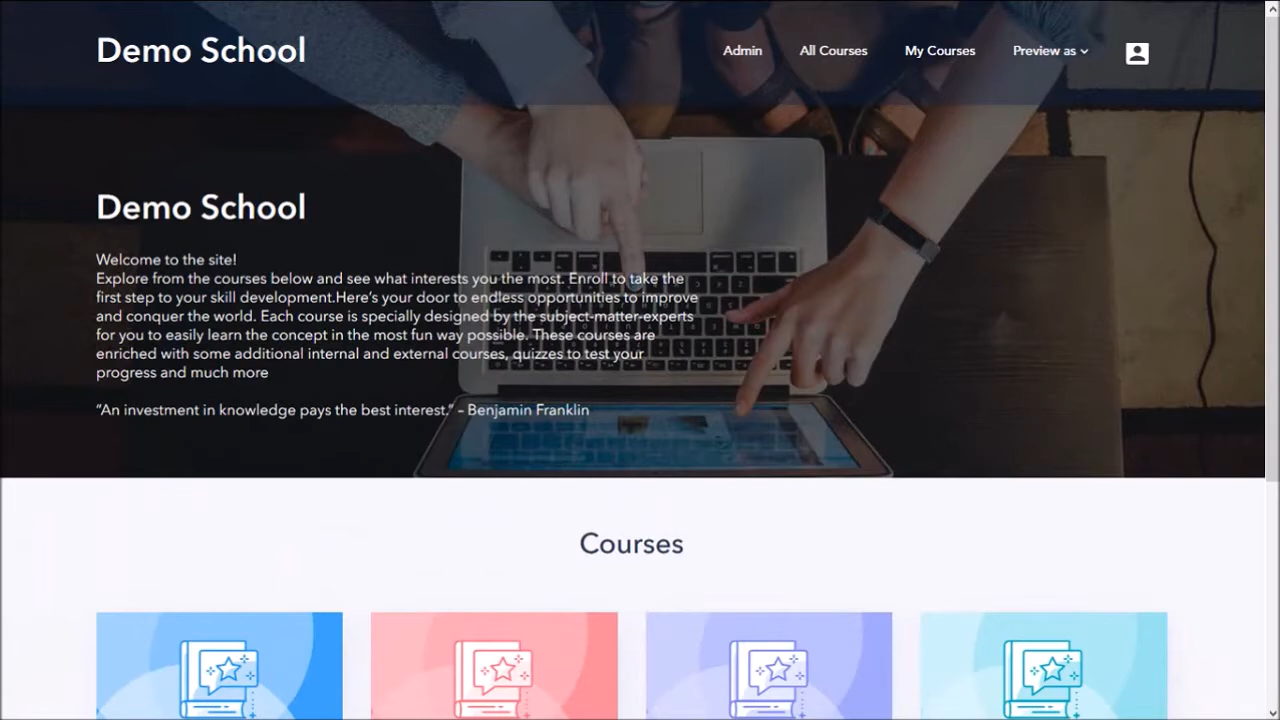 Demo School
Admin
All Courses
My Courses
Preview as
Demo School
Welcome to the site!
Explore from the courses below and see what interests you the most. Enroll to take the
first step to your skill development.Here's your door to endless opportunities to improve
and conquer the world. Each course is specially designed by the subject-matter-experts
for you to easily learn the concept in the most fun way possible. These courses are
enriched with some additional internal and external courses, quizzes to test your
progress and much more
"An investment in knowledge pays the best interest." – Benjamin Franklin
Courses